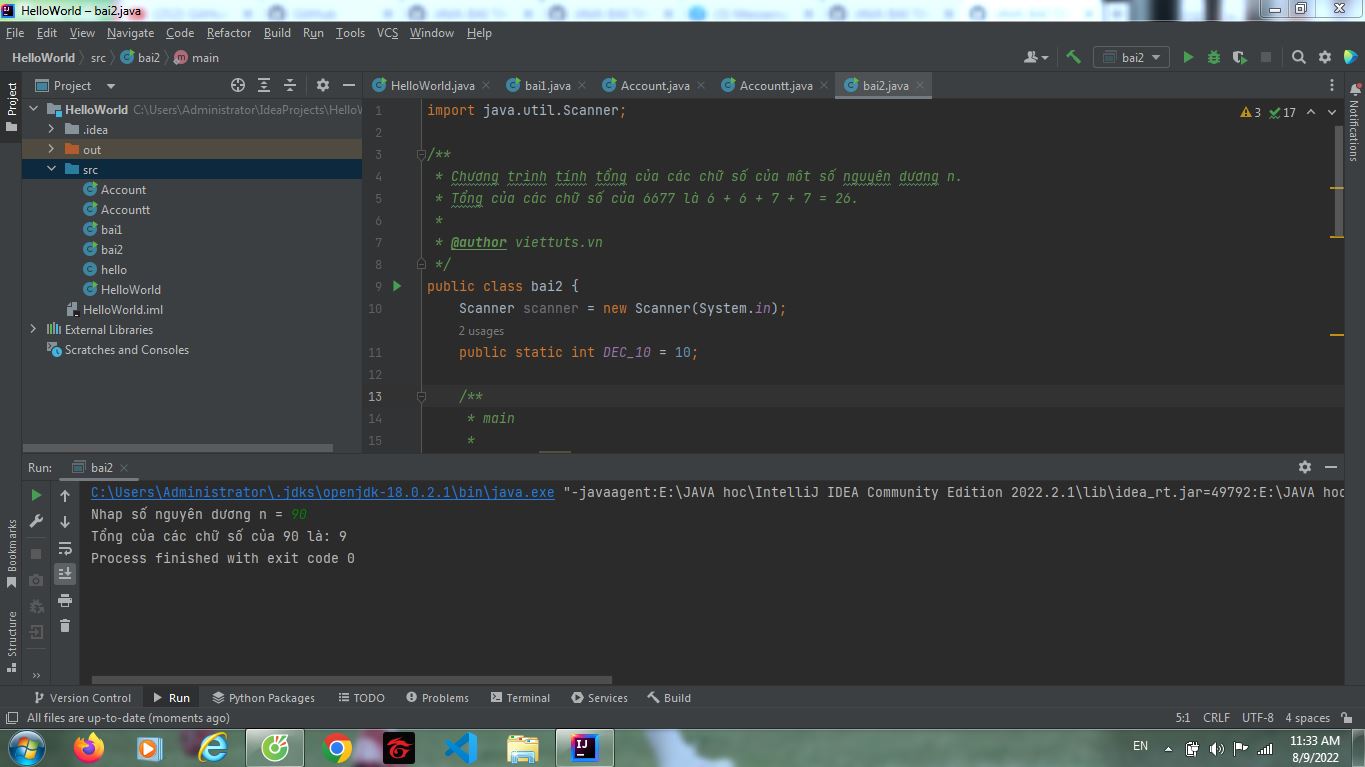 HelloWorld – bai2.java
File Edit View Navigate Code Refactor Build Run Tools VCS Window Help
HelloWorld src bai2 main
bai2
Project
HelloWorld.java bai1.java Account.java Accountt.java bai2.java
Project
HelloWorld C:\Users\Administrator\IdeaProjects\HelloW
.idea
out
src
Account
Accountt
bai1
bai2
hello
HelloWorld
HelloWorld.iml
External Libraries
Scratches and Consoles
3 17
Notifications
1 import java.util.Scanner;
2
3 /**
4 * Chương trình tính tổng của các chữ số của môt số nguyên dương n.
5 * Tổng của các chữ số của 6677 là 6 + 6 + 7 + 7 = 26.
6 *
7 * @author viettuts.vn
8 */
9 public class bai2 {
10 Scanner scanner = new Scanner(System.in);
2 usages
11 public static int DEC_10 = 10;
12
13 /**
14 * main
15 *
Run: bai2
C:\Users\Administrator\.jdks\openjdk-18.0.2.1\bin\java.exe "-javaagent:E:\JAVA hoc\IntelliJ IDEA Community Edition 2022.2.1\lib\idea_rt.jar=49792:E:\JAVA hoc
Nhap số nguyên dương n = 90
Tổng của các chữ số của 90 là: 9
Process finished with exit code 0
Bookmarks
Structure
Version Control Run Python Packages TODO Problems Terminal Services Build
All files are up-to-date (moments ago)
5:1 CRLF UTF-8 4 spaces
EN
11:33 AM
8/9/2022